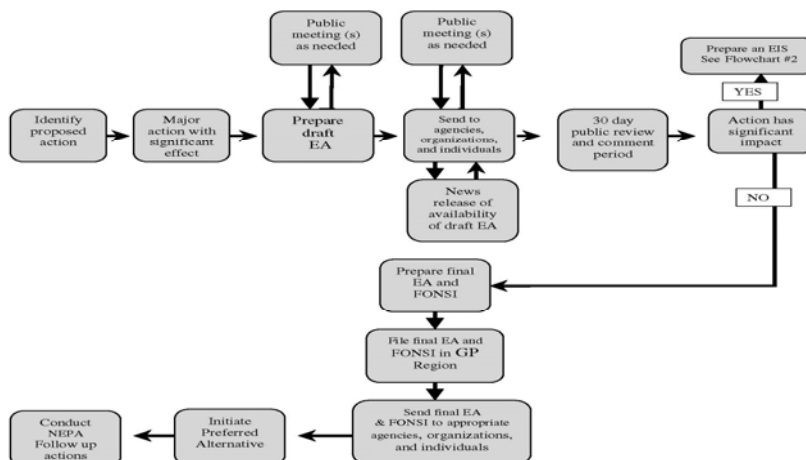 Public
meeting (s)
as needed
Public
meeting (s)
as needed
Prepare an EIS
See Flowchart #2
YES
Identify
proposed
action
Major
action with
significant
effect
Prepare
draft
EA
Send to
agencies,
organizations,
and individuals
30 day
public review
and comment
period
Action has
significant
impact
News
release of
availability
of draft EA
NO
Prepare final
EA and
FONSI
File final EA and
FONSI in GP
Region
Send final EA
& FONSI to appropriate
agencies, organizations,
and individuals
Initiate
Preferred
Alternative
Conduct
NEPA
Follow up
actions